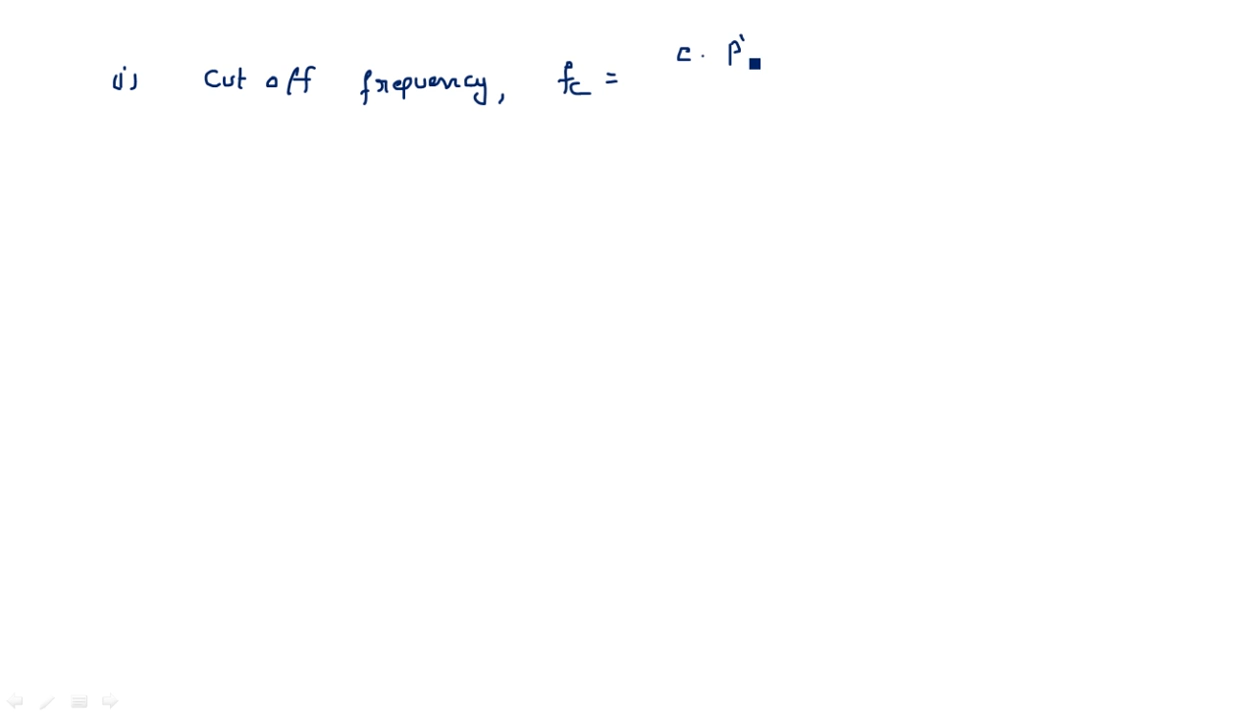 (i) Cut off frequency, fc = c. p'